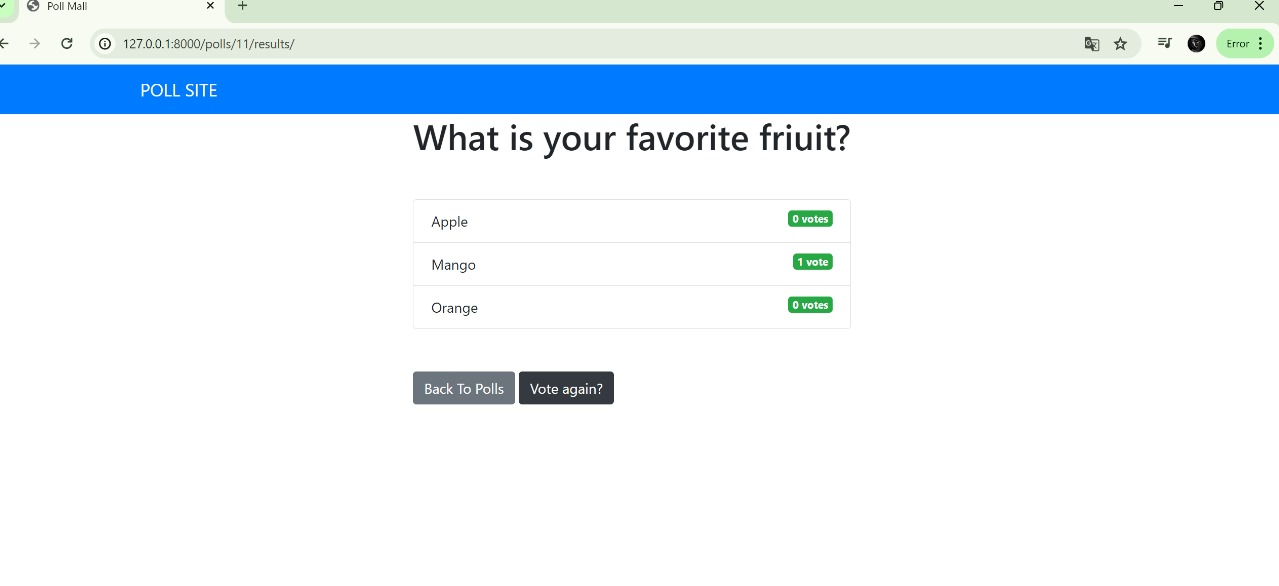 Poll Mall
127.0.0.1:8000/polls/11/results/
Error
POLL SITE
What is your favorite friuit?
Apple 0 votes
Mango 1 vote
Orange 0 votes
Back To Polls Vote again?